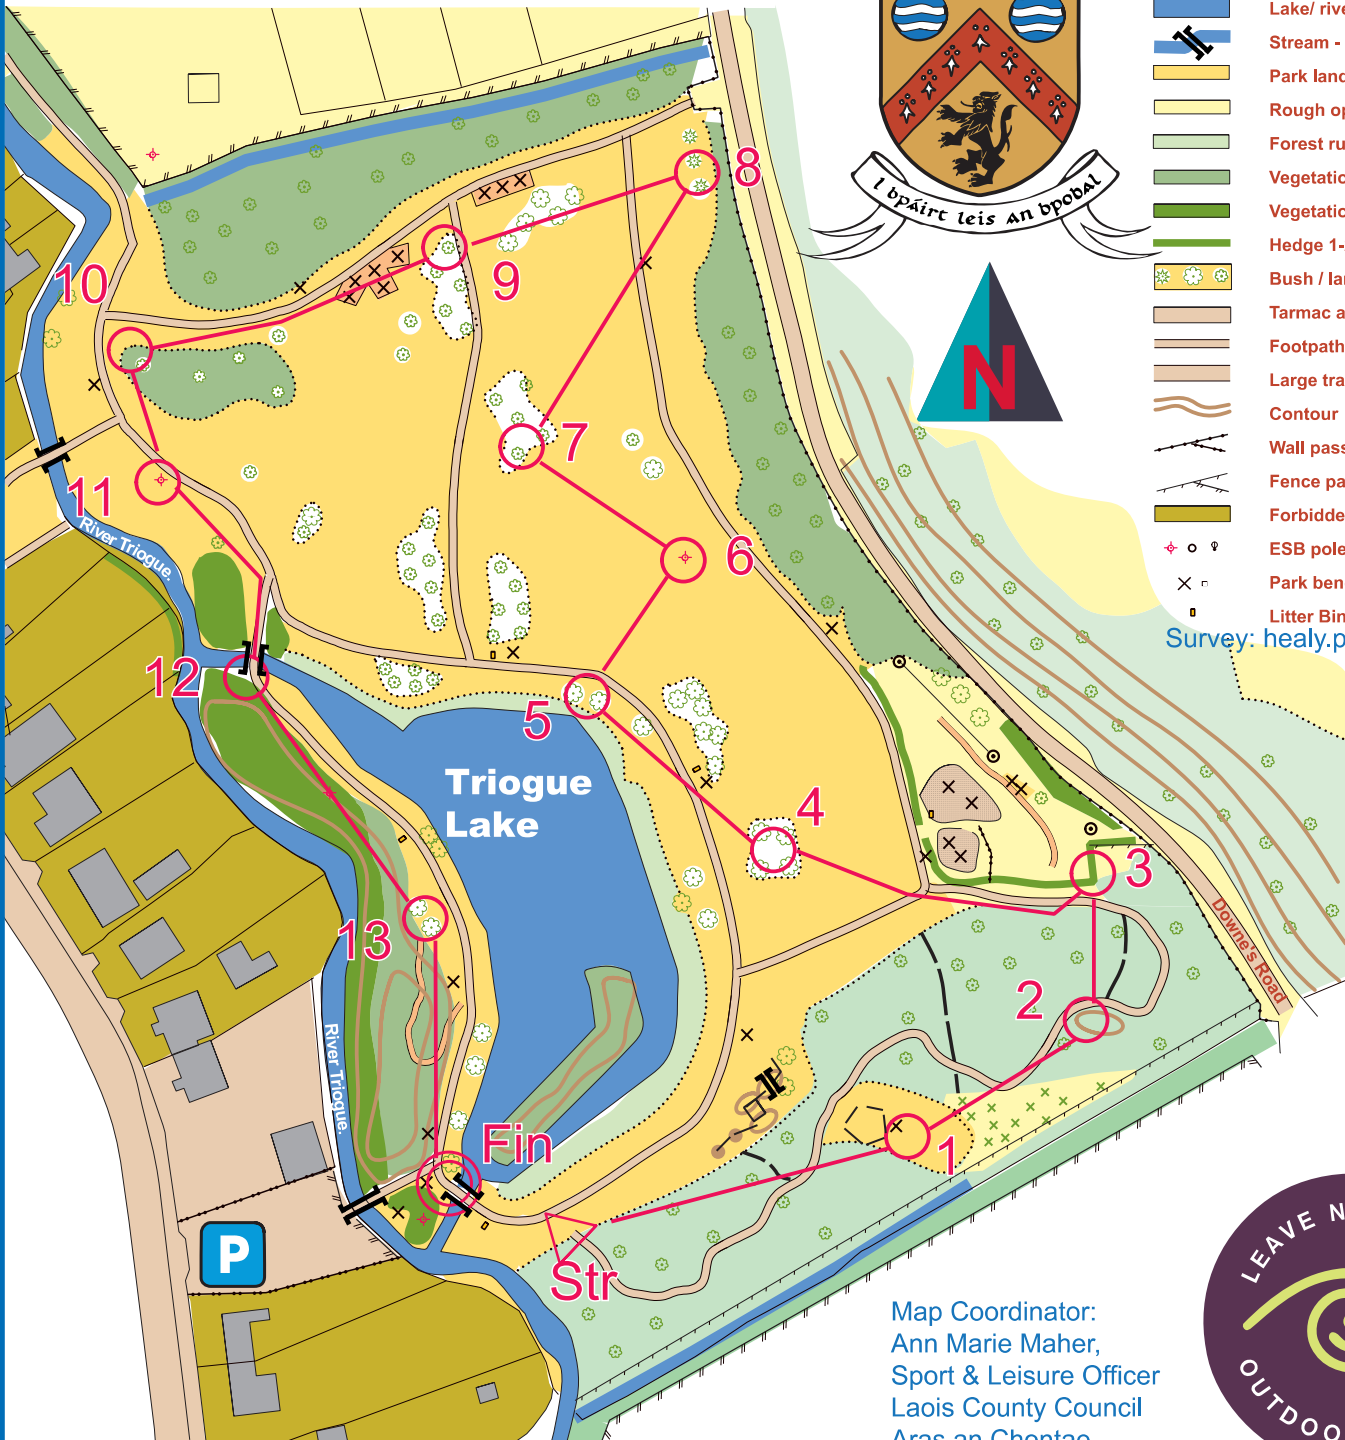 Lake/ rive
Stream -
Park land
Rough op
Forest ru
Vegetatio
Vegetatio
Hedge 1-
Bush / lar
Tarmac a
Footpath
Large tra
Contour
Wall pass
Fence pa
Forbidde
ESB pole
Park ben
Litter Bin
Survey: healy.p
I bpáirt leis an bpobal
N
8
9
10
7
11
6
12
5
4
3
13
2
1
River Triogue.
Triogue
Lake
Downe's Road
River Triogue.
Fin
Str
P
Map Coordinator:
Ann Marie Maher,
Sport & Leisure Officer
Laois County Council
Aras an Chontae
LEAVE N
OUTDOO